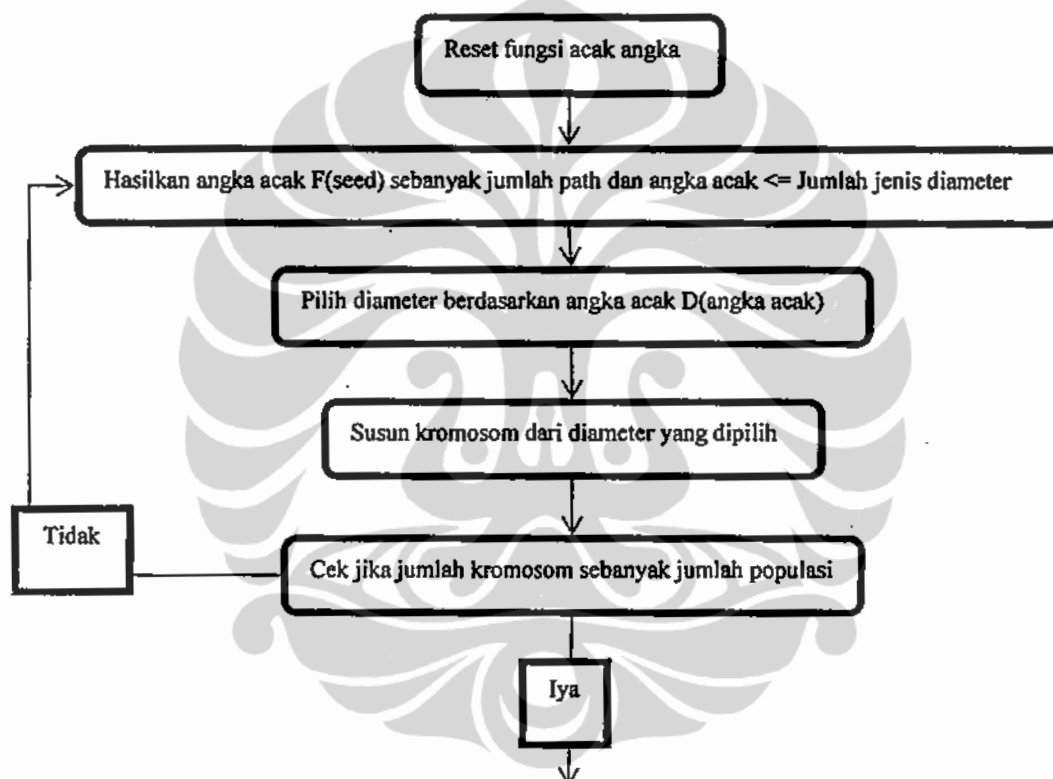 Reset fungsi acak angka
Hasilkan angka acak F(seed) sebanyak jumlah path dan angka acak <= Jumlah jenis diameter
Pilih diameter berdasarkan angka acak D(angka acak)
Susun kromosom dari diameter yang dipilih
Tidak
Cek jika jumlah kromosom sebanyak jumlah populasi
Iya